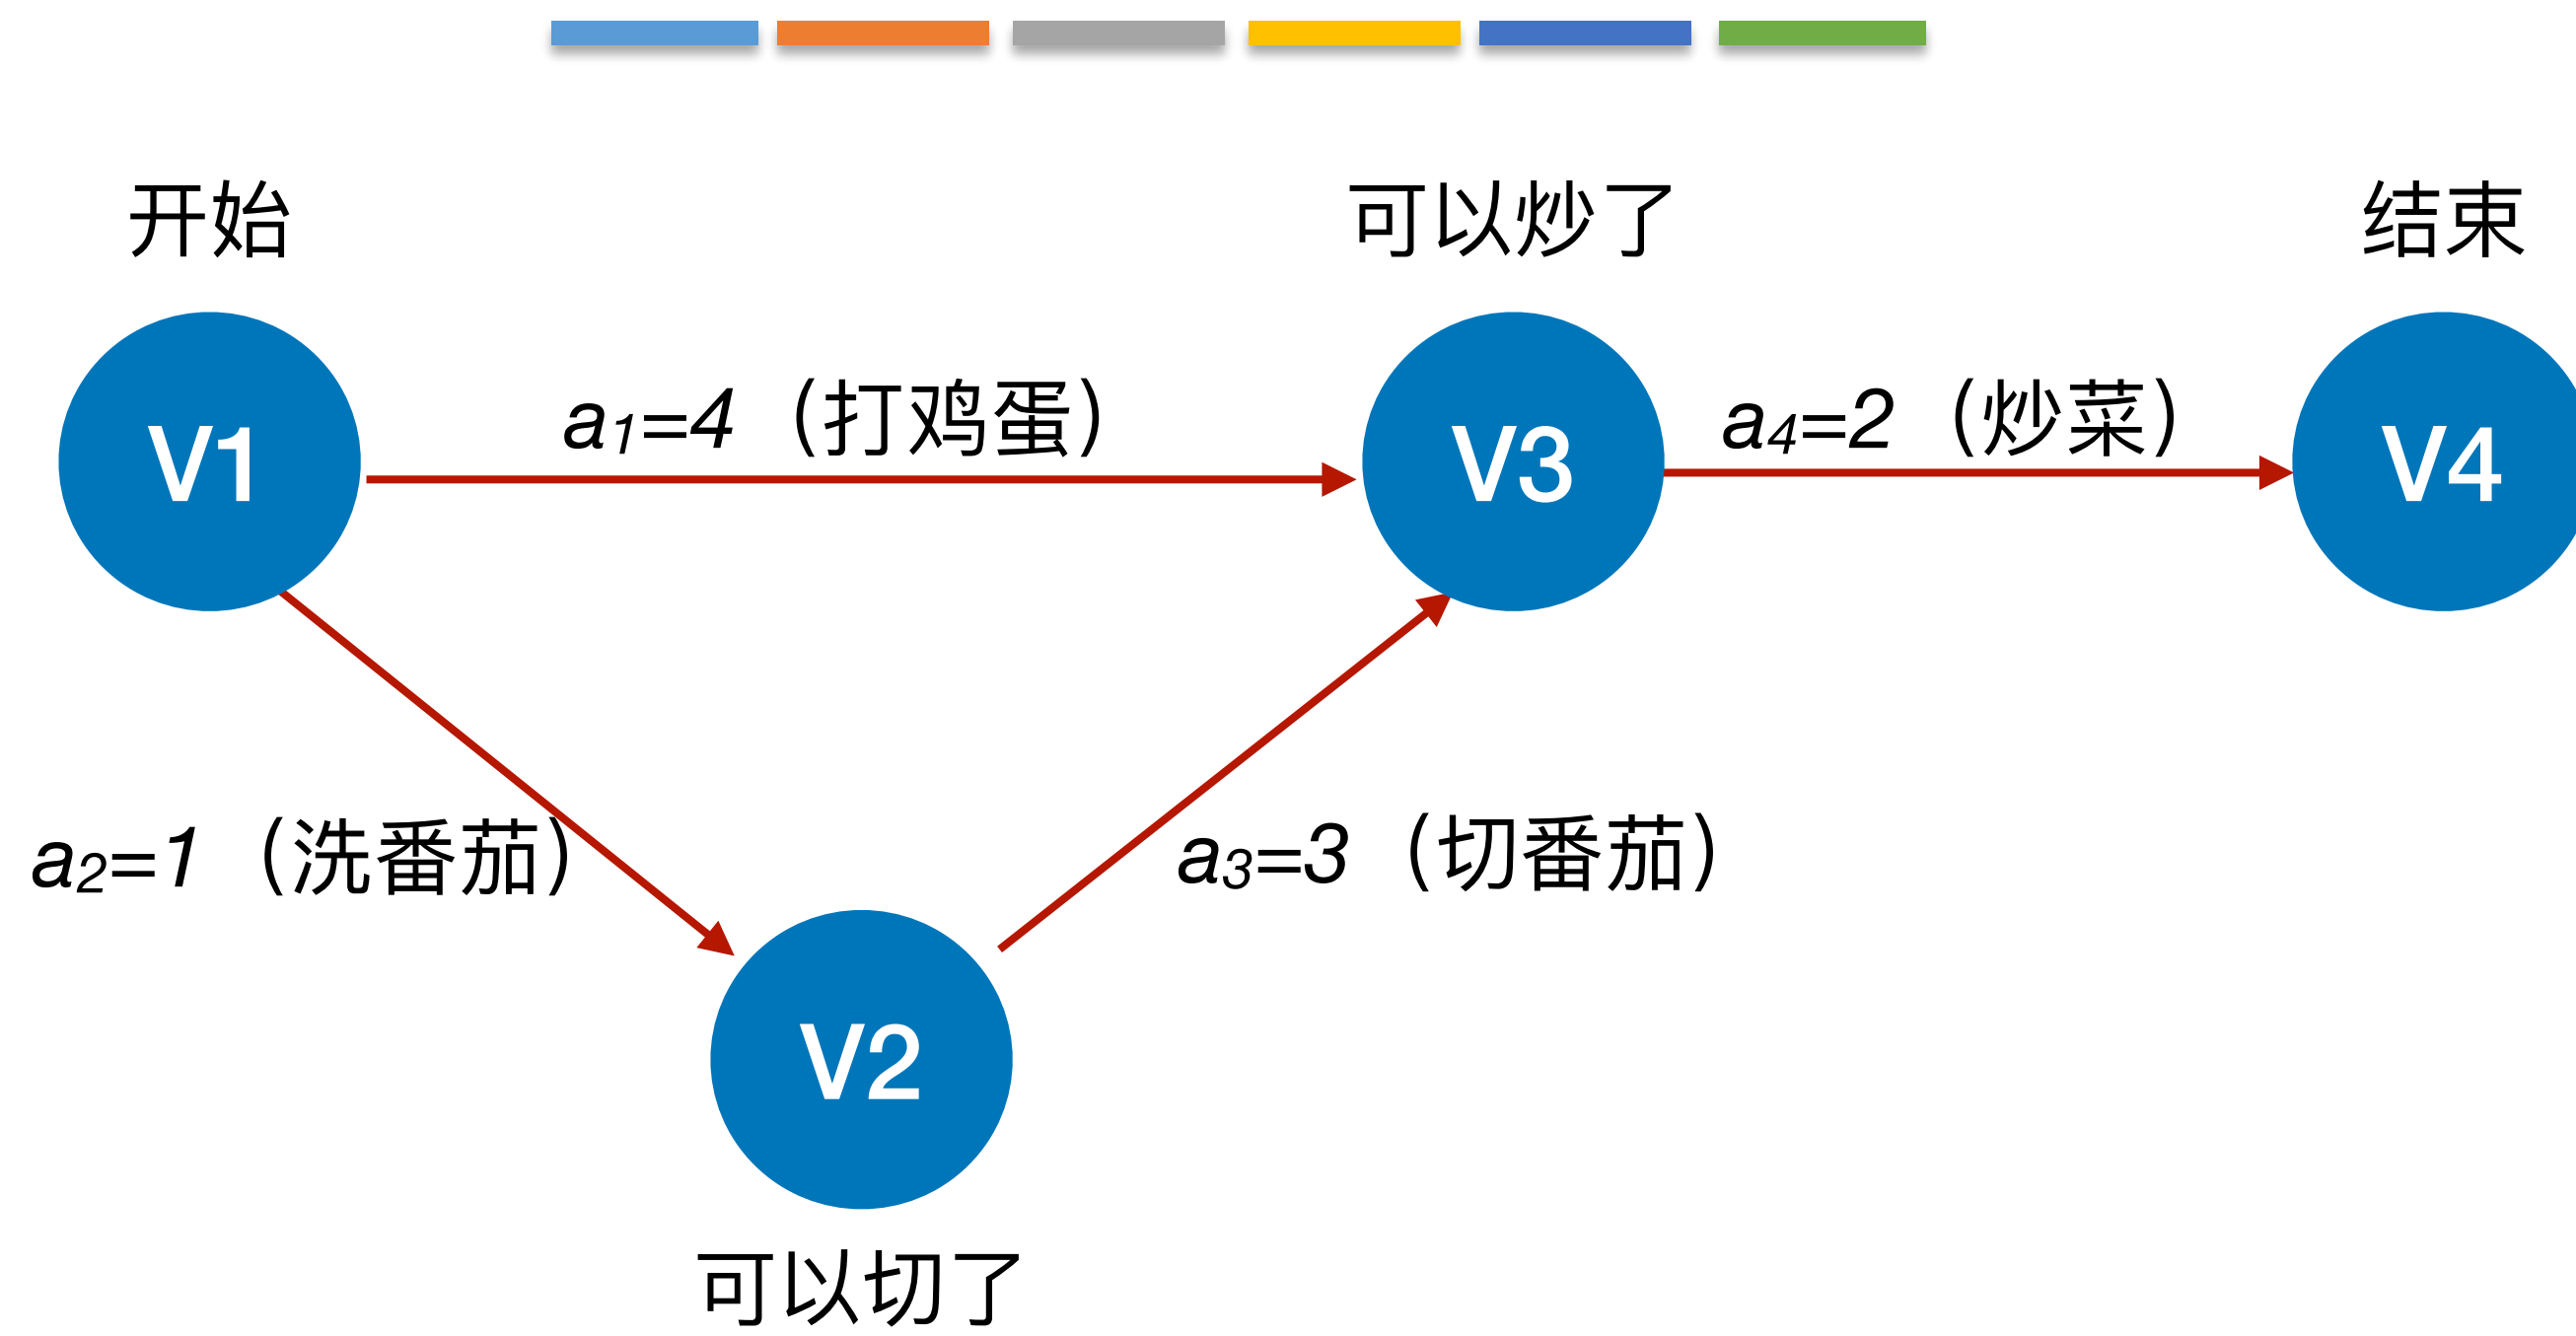 开始
可以炒了
结束
a₁=4（打鸡蛋）
a₄=2（炒菜）
V1
V3
V4
a₂=1（洗番茄）
a₃=3（切番茄）
V2
可以切了